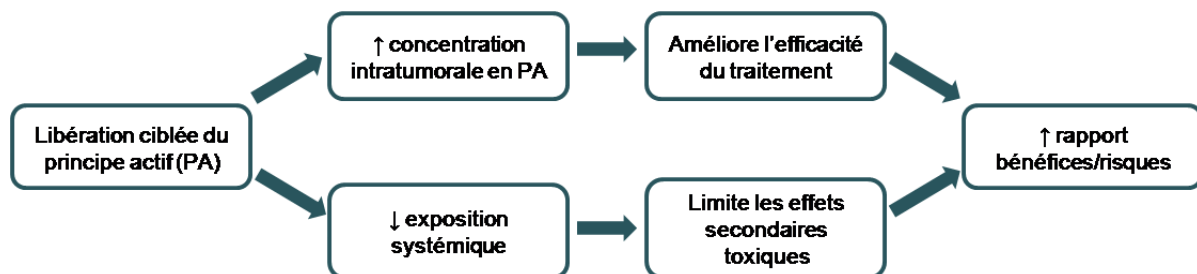 ↑ concentration
intratumorale en PA
Améliore l'efficacité
du traitement
Libération ciblée du
principe actif (PA)
↑ rapport
bénéfices/risques
↓ exposition
systémique
Limite les effets
secondaires
toxiques